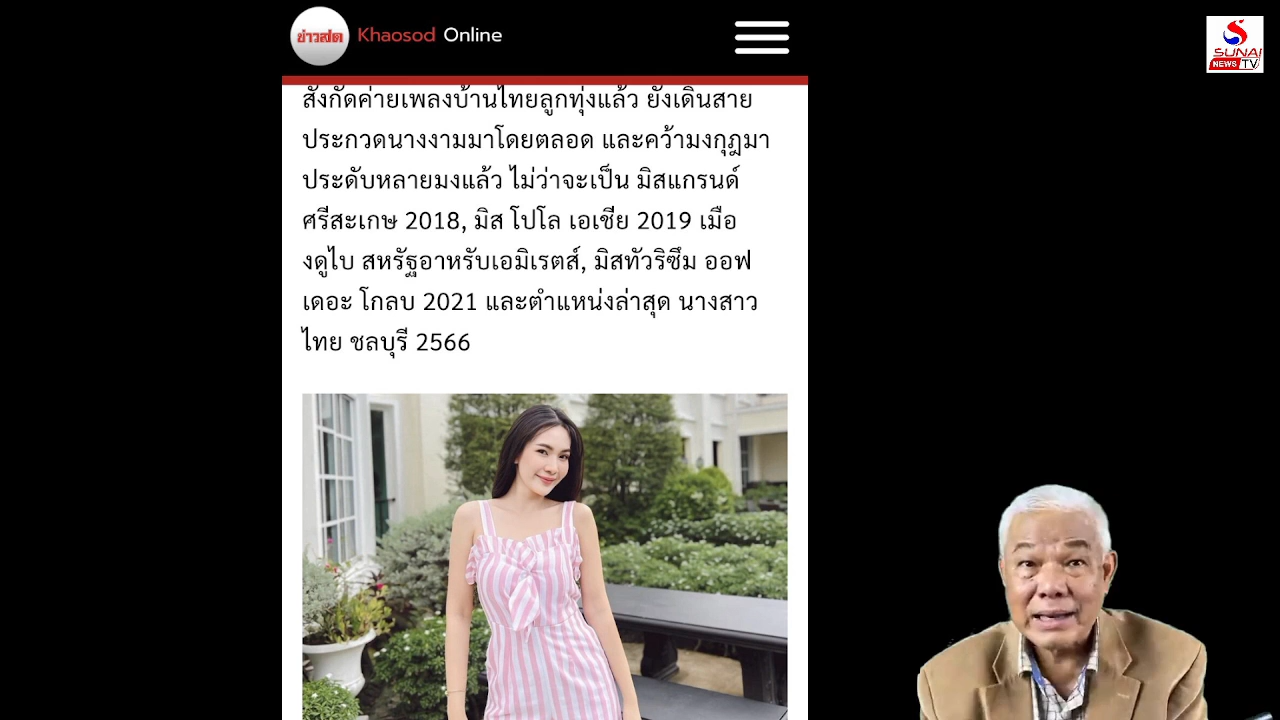 ข่าวสด Khaosod Online
SUNAI
NEWS TV
สังกัดค่ายเพลงบ้านไทยลูกทุ่งแล้ว ยังเดินสาย
ประกวดนางงามมาโดยตลอด และคว้ามงกุฎมา
ประดับหลายมงแล้ว ไม่ว่าจะเป็น มิสแกรนด์
ศรีสะเกษ 2018, มิส โปโล เอเชีย 2019 เมือ
งดูไบ สหรัฐอาหรับเอมิเรตส์, มิสทัวริซึม ออฟ
เดอะ โกลบ 2021 และตำแหน่งล่าสุด นางสาว
ไทย ชลบุรี 2566